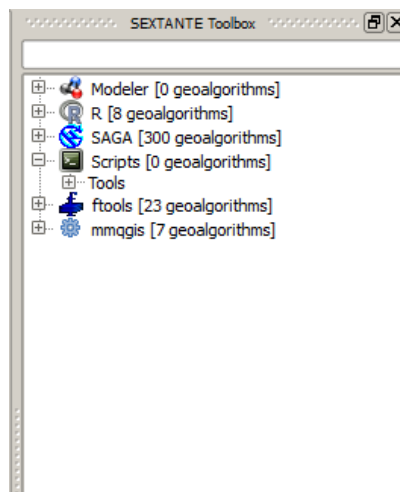 SEXTANTE Toolbox
Modeler [0 geoalgorithms]
R [8 geoalgorithms]
SAGA [300 geoalgorithms]
Scripts [0 geoalgorithms]
Tools
ftools [23 geoalgorithms]
mmqgis [7 geoalgorithms]